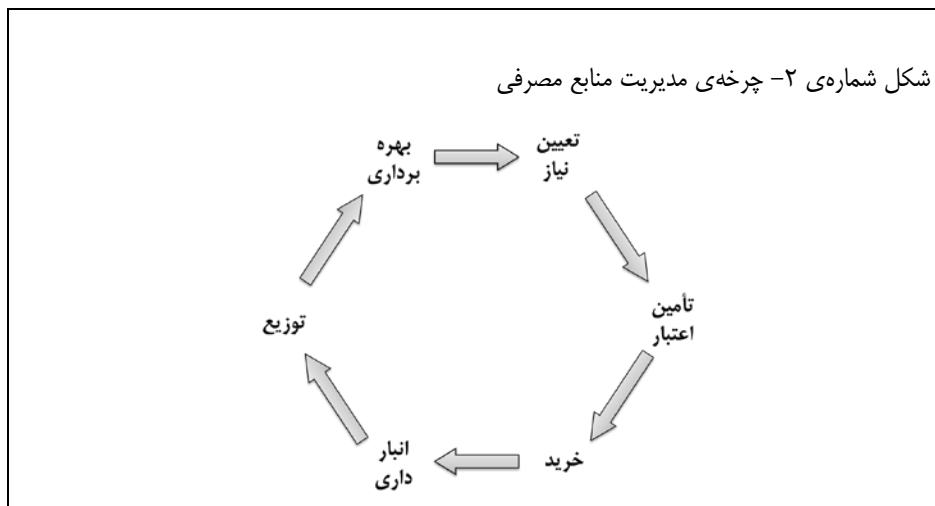 شکل شماره‌ی ۲- چرخه‌ی مدیریت منابع مصرفی
تعیین
نیاز
تأمین
اعتبار
خرید
انبار
داری
توزیع
بهره
برداری